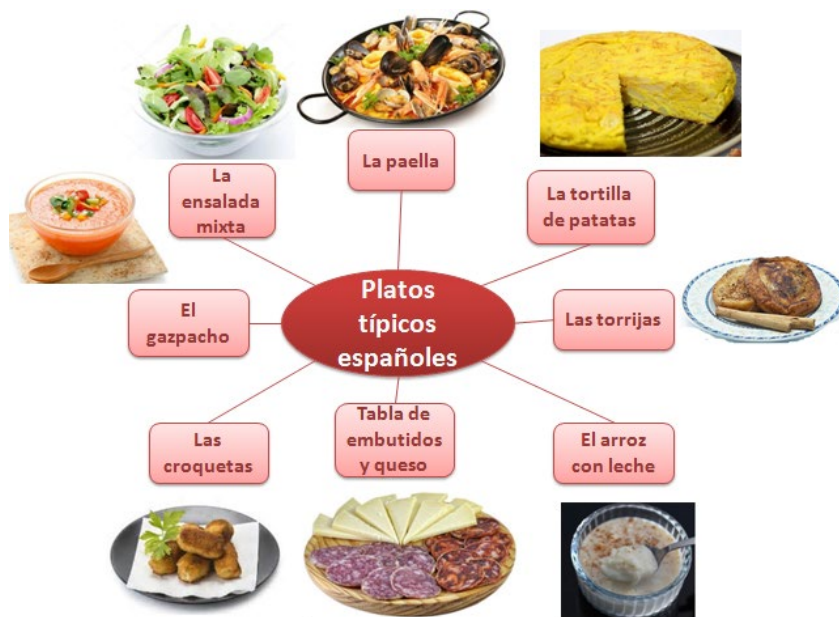 La paella
La
ensalada
mixta
La tortilla
de patatas
Platos
típicos
españoles
El
gazpacho
Las torrijas
Las
croquetas
Tabla de
embutidos
y queso
El arroz
con leche